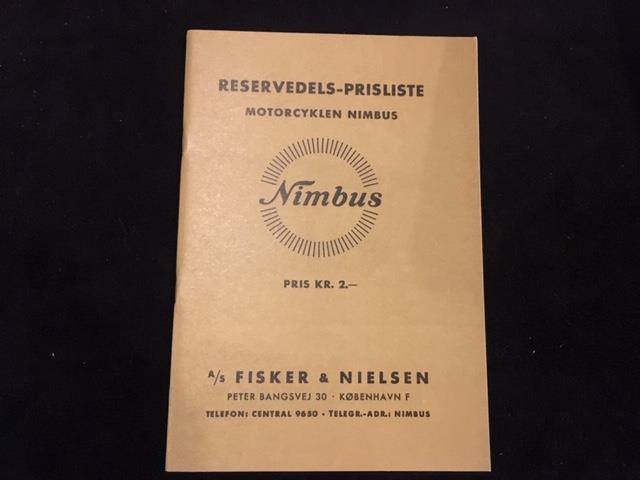 RESERVEDELS-PRISLISTE
MOTORCYKLEN NIMBUS
Nimbus
PRIS KR. 2.—
A/S FISKER & NIELSEN
PETER BANGSVEJ 30 · KØBENHAVN F
TELEFON: CENTRAL 9650 · TELEGR.-ADR.: NIMBUS